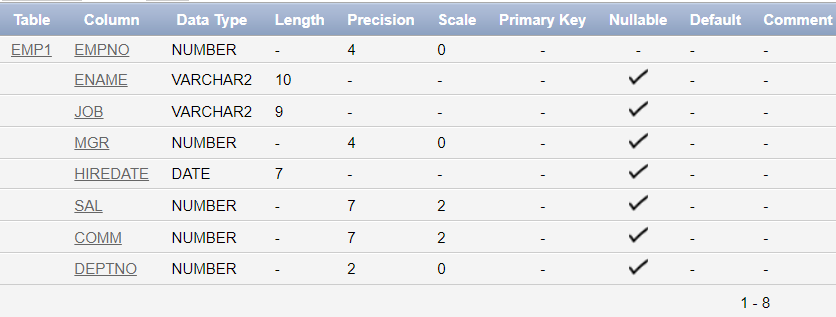 Table Column Data Type Length Precision Scale Primary Key Nullable Default Comment
EMP1 EMPNO NUMBER - 4 0 - - - -
ENAME VARCHAR2 10 - - - - -
JOB VARCHAR2 9 - - - - -
MGR NUMBER - 4 0 - - -
HIREDATE DATE 7 - - - - -
SAL NUMBER - 7 2 - - -
COMM NUMBER - 7 2 - - -
DEPTNO NUMBER - 2 0 - - -
1 - 8